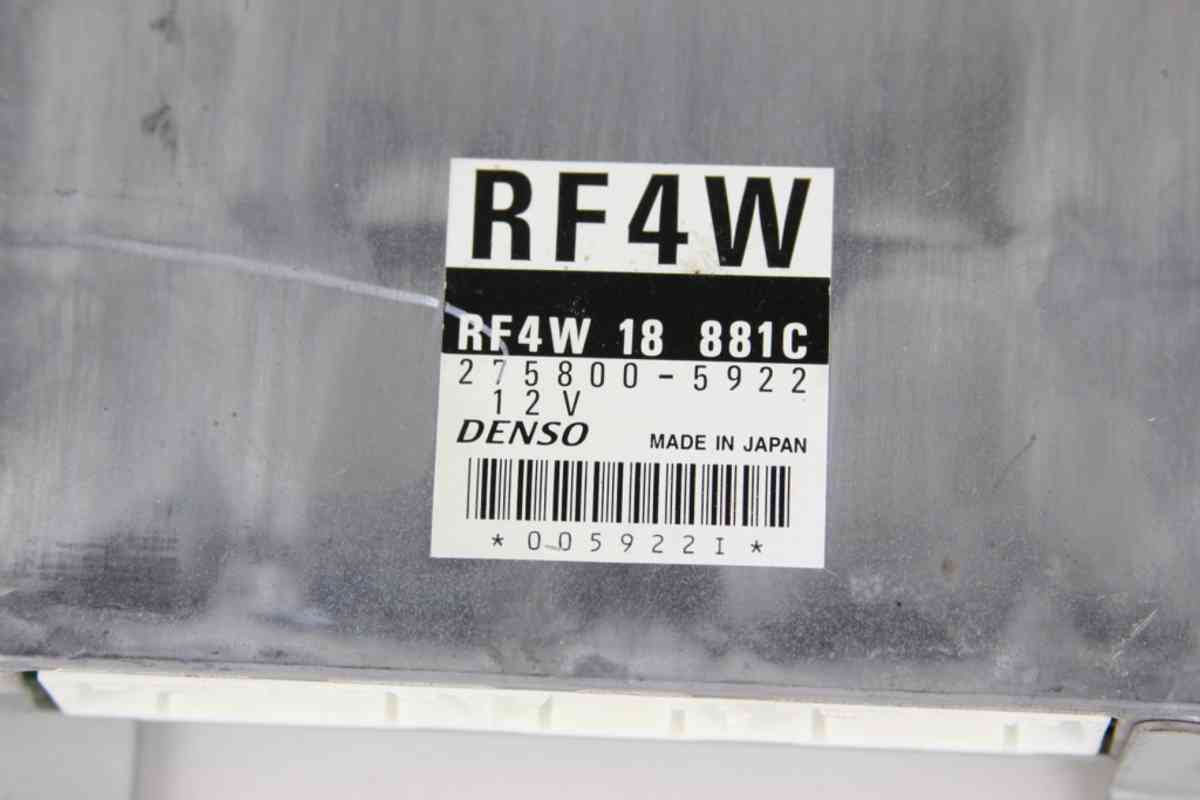 RF4W
RF4W 18 881C
275800-5922
12V
DENSO MADE IN JAPAN
*005922I*